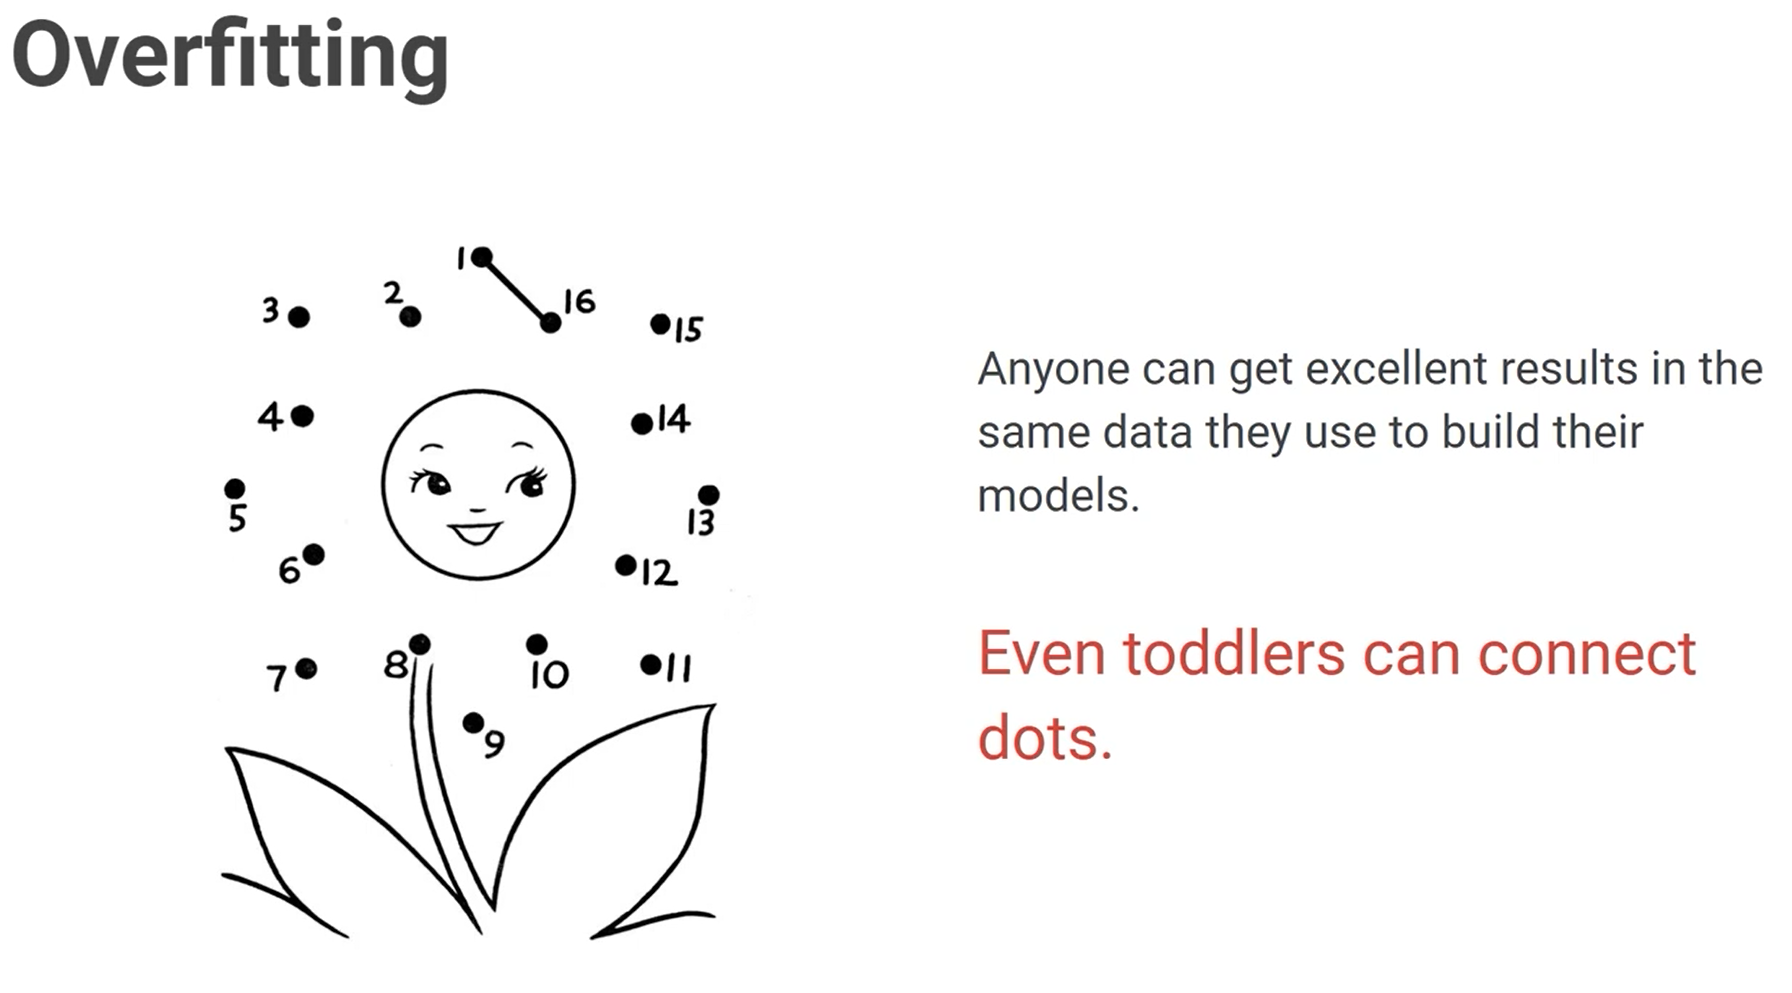 Overfitting
1
16
2
3
15
4
14
5
13
6
12
7
8
10
11
9
Anyone can get excellent results in the
same data they use to build their
models.
Even toddlers can connect
dots.